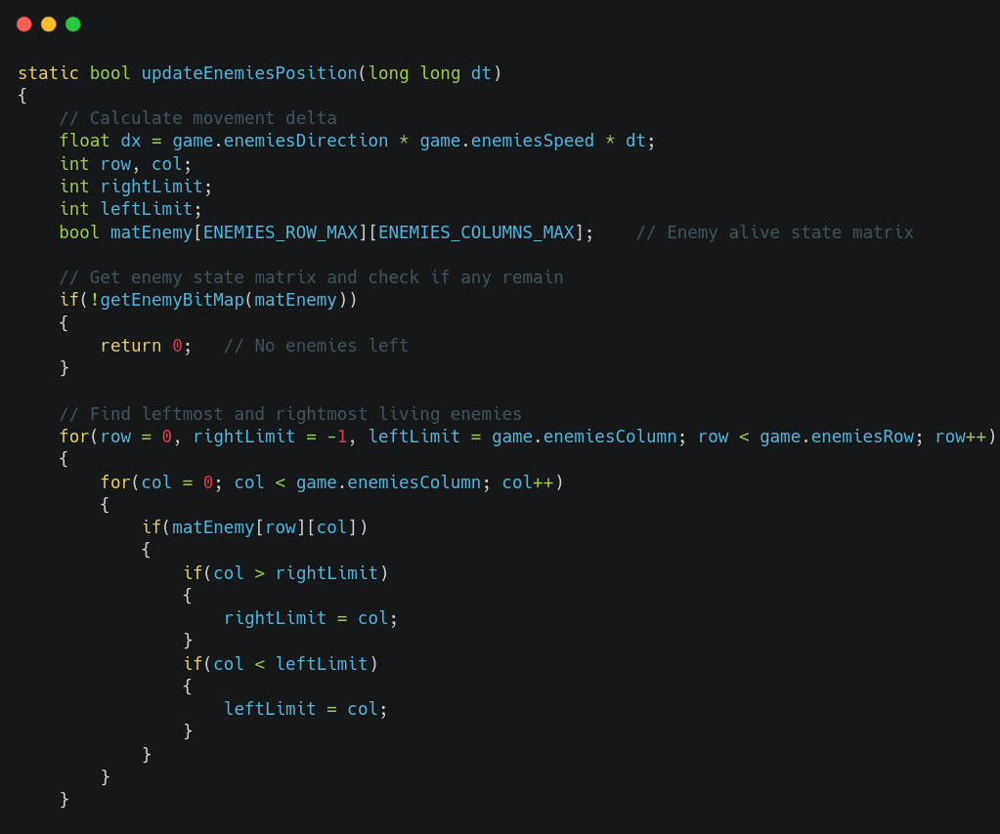 static bool updateEnemiesPosition(long long dt)
{
    // Calculate movement delta
    float dx = game.enemiesDirection * game.enemiesSpeed * dt;
    int row, col;
    int rightLimit;
    int leftLimit;
    bool matEnemy[ENEMIES_ROW_MAX][ENEMIES_COLUMNS_MAX];    // Enemy alive state matrix

    // Get enemy state matrix and check if any remain
    if(!getEnemyBitMap(matEnemy))
    {
        return 0;   // No enemies left
    }

    // Find leftmost and rightmost living enemies
    for(row = 0, rightLimit = -1, leftLimit = game.enemiesColumn; row < game.enemiesRow; row++)
    {
        for(col = 0; col < game.enemiesColumn; col++)
        {
            if(matEnemy[row][col])
            {
                if(col > rightLimit)
                {
                    rightLimit = col;
                }
                if(col < leftLimit)
                {
                    leftLimit = col;
                }
            }
        }
    }